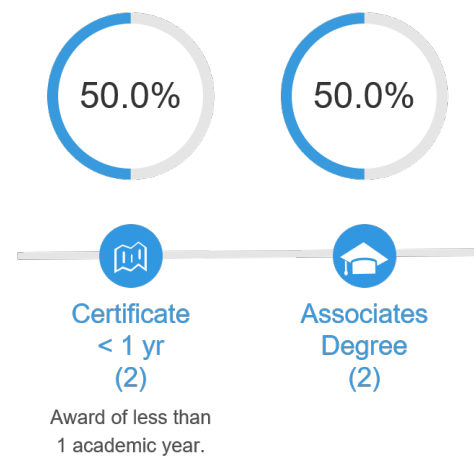 50.0%
50.0%
Certificate
< 1 yr
(2)
Award of less than
1 academic year.
Associates
Degree
(2)